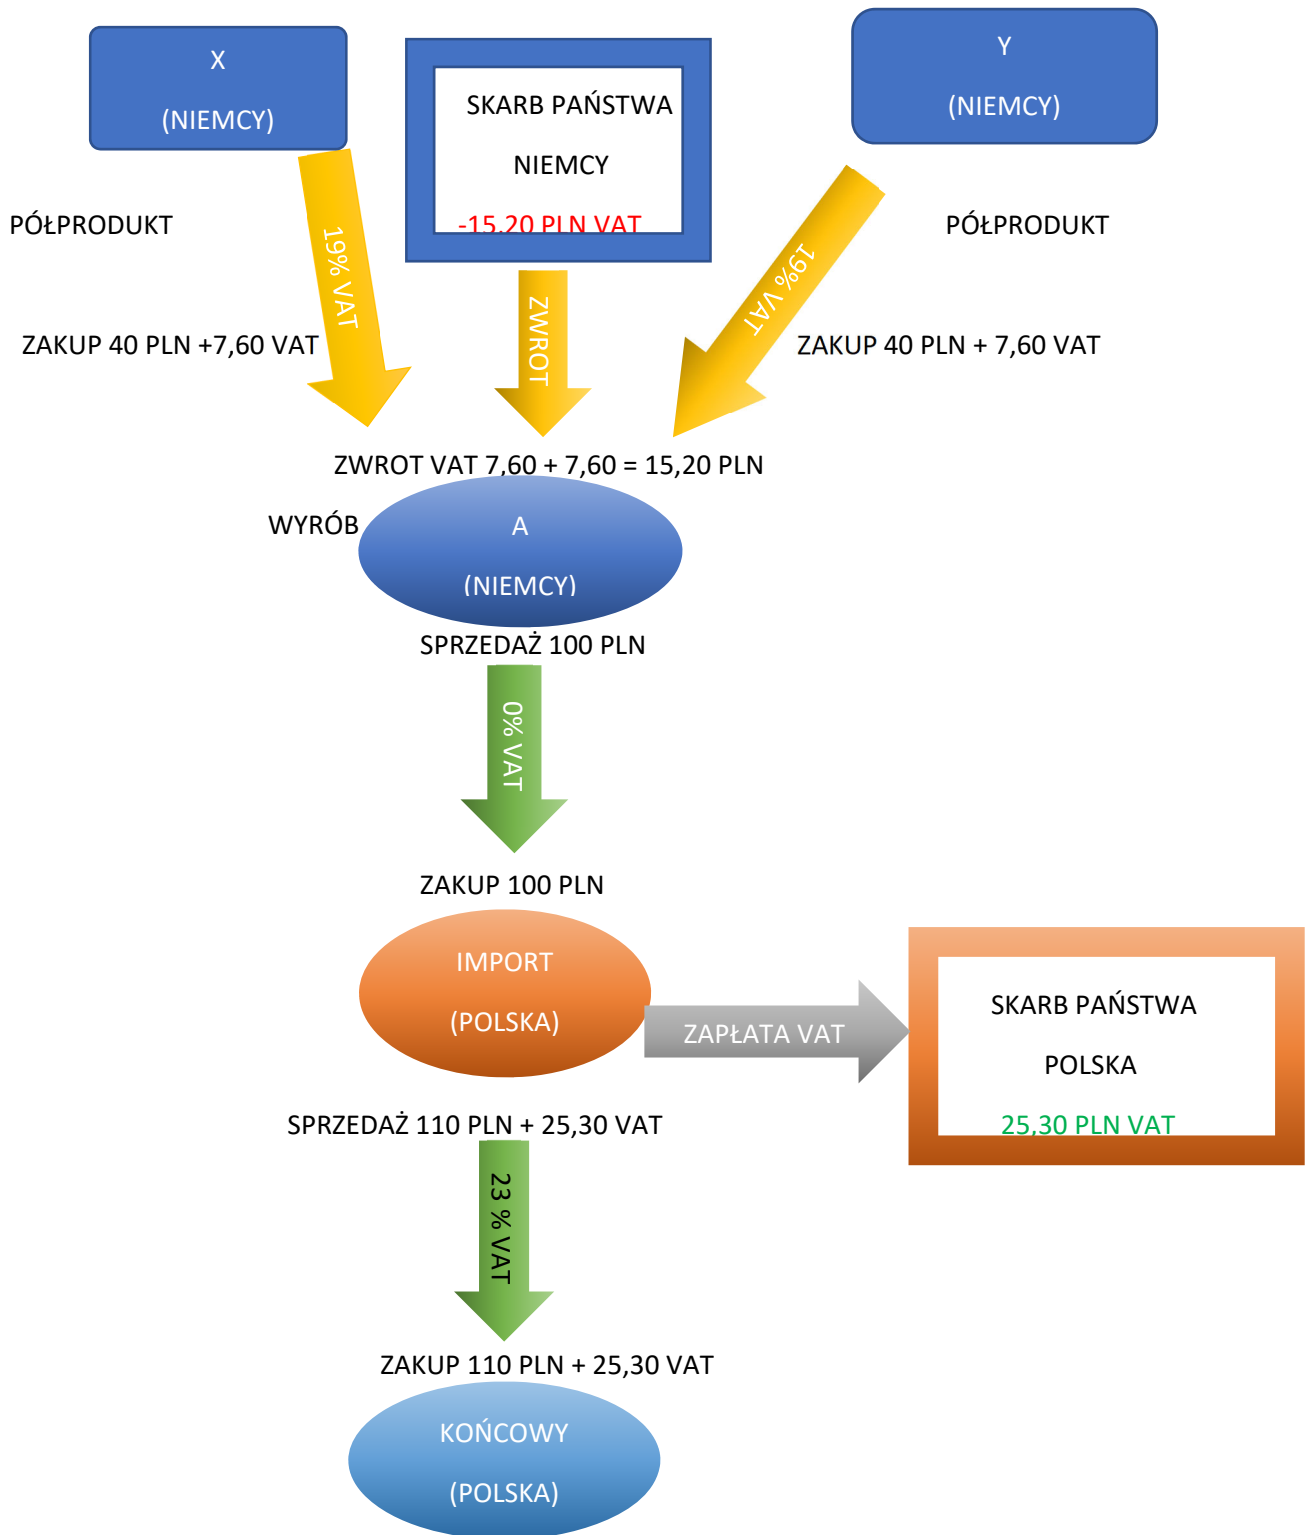 X
(NIEMCY)
SKARB PAŃSTWA
NIEMCY
-15,20 PLN VAT
Y
(NIEMCY)
PÓŁPRODUKT
19% VAT
ZWROT
19% VAT
PÓŁPRODUKT
ZAKUP 40 PLN +7,60 VAT
ZAKUP 40 PLN + 7,60 VAT
ZWROT VAT 7,60 + 7,60 = 15,20 PLN
WYRÓB
A
(NIEMCY)
SPRZEDAŻ 100 PLN
0% VAT
ZAKUP 100 PLN
IMPORT
(POLSKA)
ZAPŁATA VAT
SKARB PAŃSTWA
POLSKA
25,30 PLN VAT
SPRZEDAŻ 110 PLN + 25,30 VAT
23 % VAT
ZAKUP 110 PLN + 25,30 VAT
KOŃCOWY
(POLSKA)